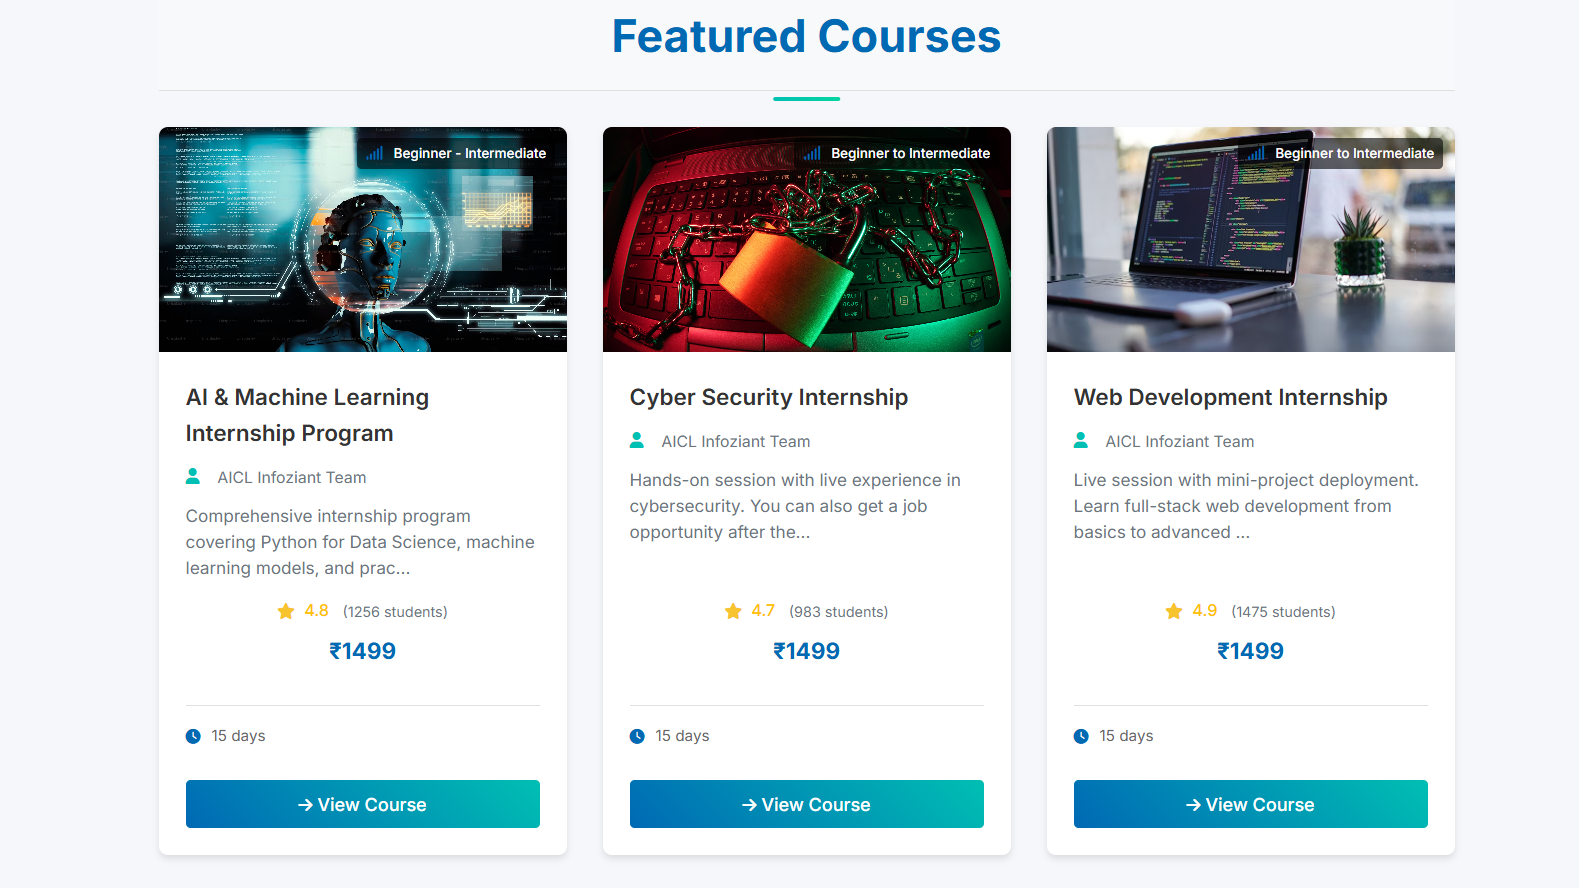 Featured Courses
Beginner - Intermediate
AI & Machine Learning
Internship Program
AICL Infoziant Team
Comprehensive internship program
covering Python for Data Science, machine
learning models, and prac...
4.8 (1256 students)
₹1499
15 days
→ View Course
Beginner to Intermediate
Cyber Security Internship
AICL Infoziant Team
Hands-on session with live experience in
cybersecurity. You can also get a job
opportunity after the...
4.7 (983 students)
₹1499
15 days
→ View Course
Beginner to Intermediate
Web Development Internship
AICL Infoziant Team
Live session with mini-project deployment.
Learn full-stack web development from
basics to advanced ...
4.9 (1475 students)
₹1499
15 days
→ View Course